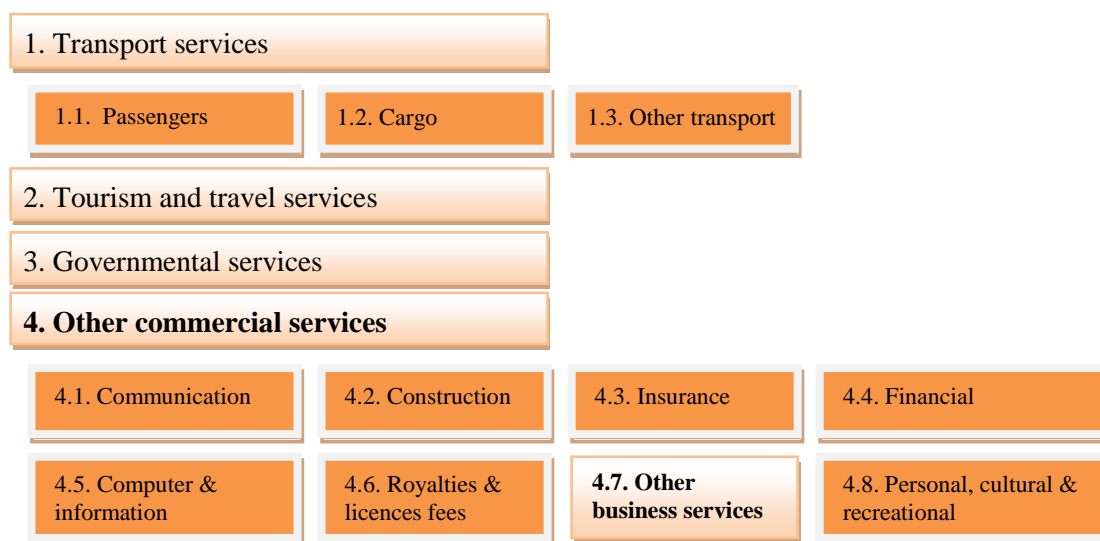 1. Transport services
1.1. Passengers
1.2. Cargo
1.3. Other transport
2. Tourism and travel services
3. Governmental services
4. Other commercial services
4.1. Communication
4.2. Construction
4.3. Insurance
4.4. Financial
4.5. Computer &
information
4.6. Royalties &
licences fees
4.7. Other
business services
4.8. Personal, cultural &
recreational